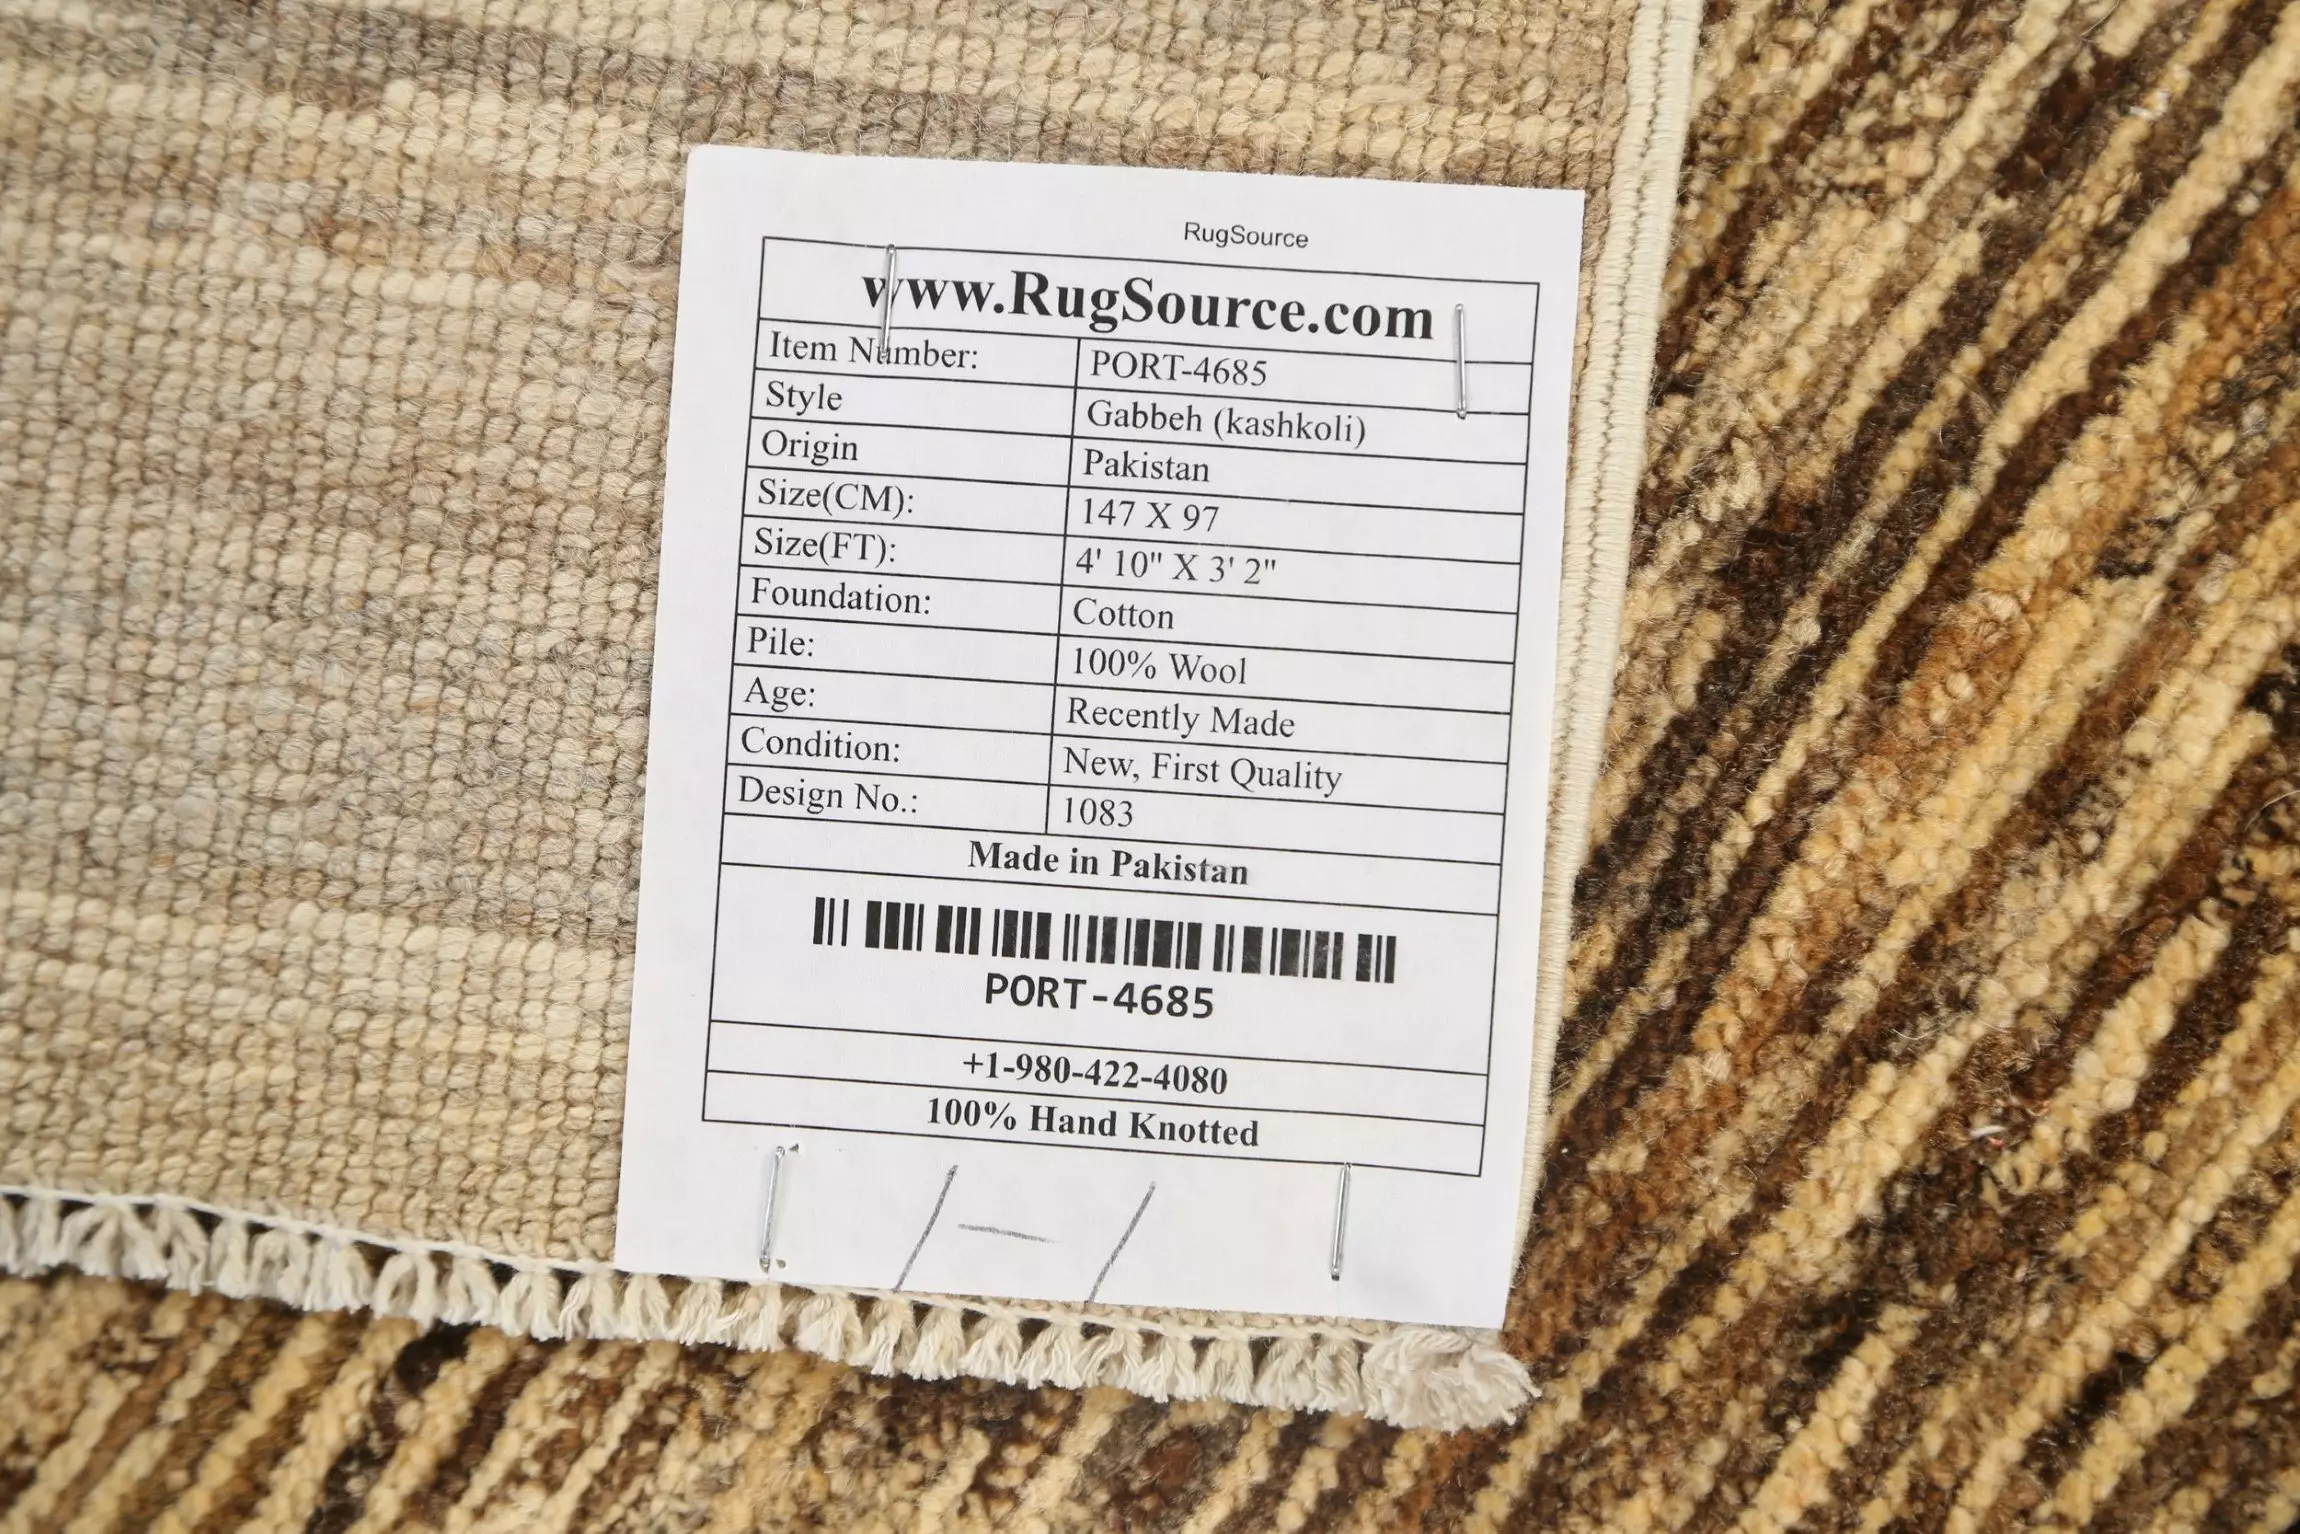 RugSource
www.RugSource.com
Item Number: PORT-4685
Style Gabbeh (kashkoli)
Origin Pakistan
Size(CM): 147 X 97
Size(FT): 4' 10" X 3' 2"
Foundation: Cotton
Pile: 100% Wool
Age: Recently Made
Condition: New, First Quality
Design No.: 1083
Made in Pakistan
PORT-4685
+1-980-422-4080
100% Hand Knotted
1-1